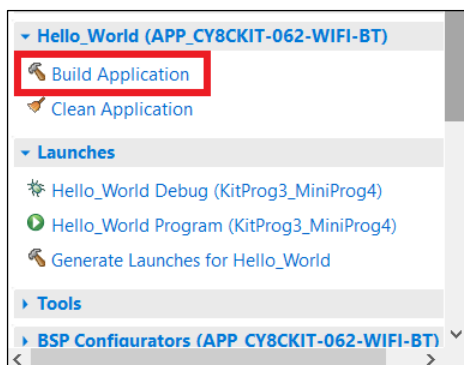 Hello_World (APP_CY8CKIT-062-WIFI-BT)
Build Application
Clean Application
Launches
Hello_World Debug (KitProg3_MiniProg4)
Hello_World Program (KitProg3_MiniProg4)
Generate Launches for Hello_World
Tools
BSP Configurators (APP_CY8CKIT-062-WIFI-BT)